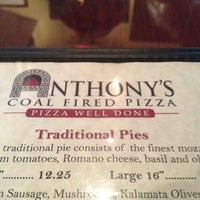 ANTHONY'S
COAL FIRED PIZZA
PIZZA WELL DONE
Traditional Pies
traditional pie consists of the finest mozz
m tomatoes, Romano cheese, basil and ol
"........ 12.25 Large 16".........
n Sausage, Mushroo, Kalamata Olives